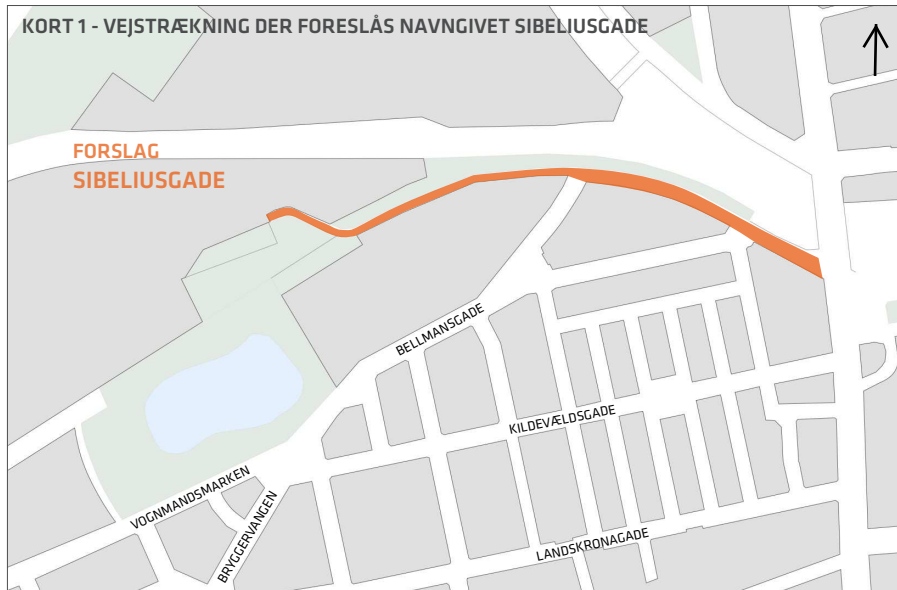 KORT 1 - VEJSTRÆKNING DER FORESLÅS NAVNGIVET SIBELIUSGADE
FORSLAG
SIBELIUSGADE
BELLMANSGADE
KILDEVÆLDSGADE
VOGNMANDSMARKEN
BRYGGERVANGEN
LANDSKRONAGADE